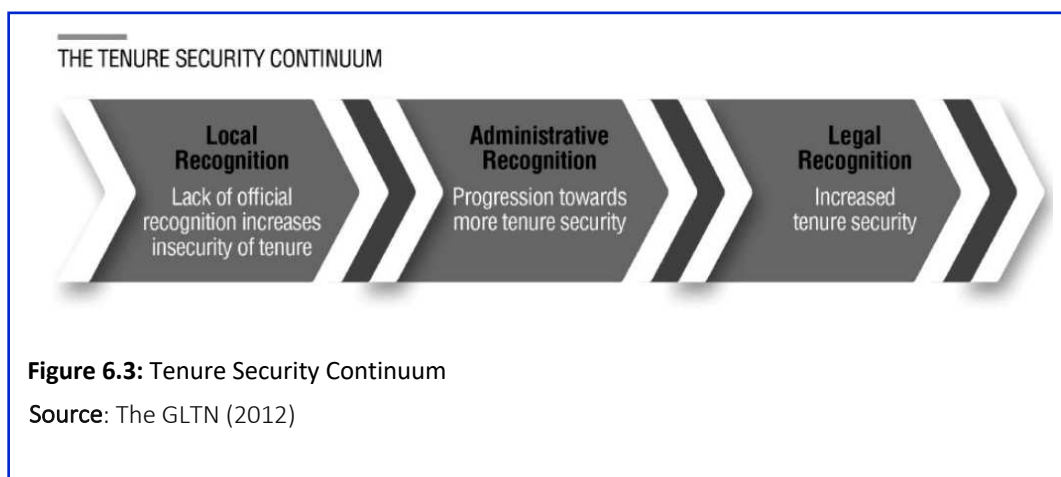 THE TENURE SECURITY CONTINUUM
Local
Recognition
Lack of official
recognition increases
insecurity of tenure
Administrative
Recognition
Progression towards
more tenure security
Legal
Recognition
Increased
tenure security
Figure 6.3: Tenure Security Continuum
Source: The GLTN (2012)